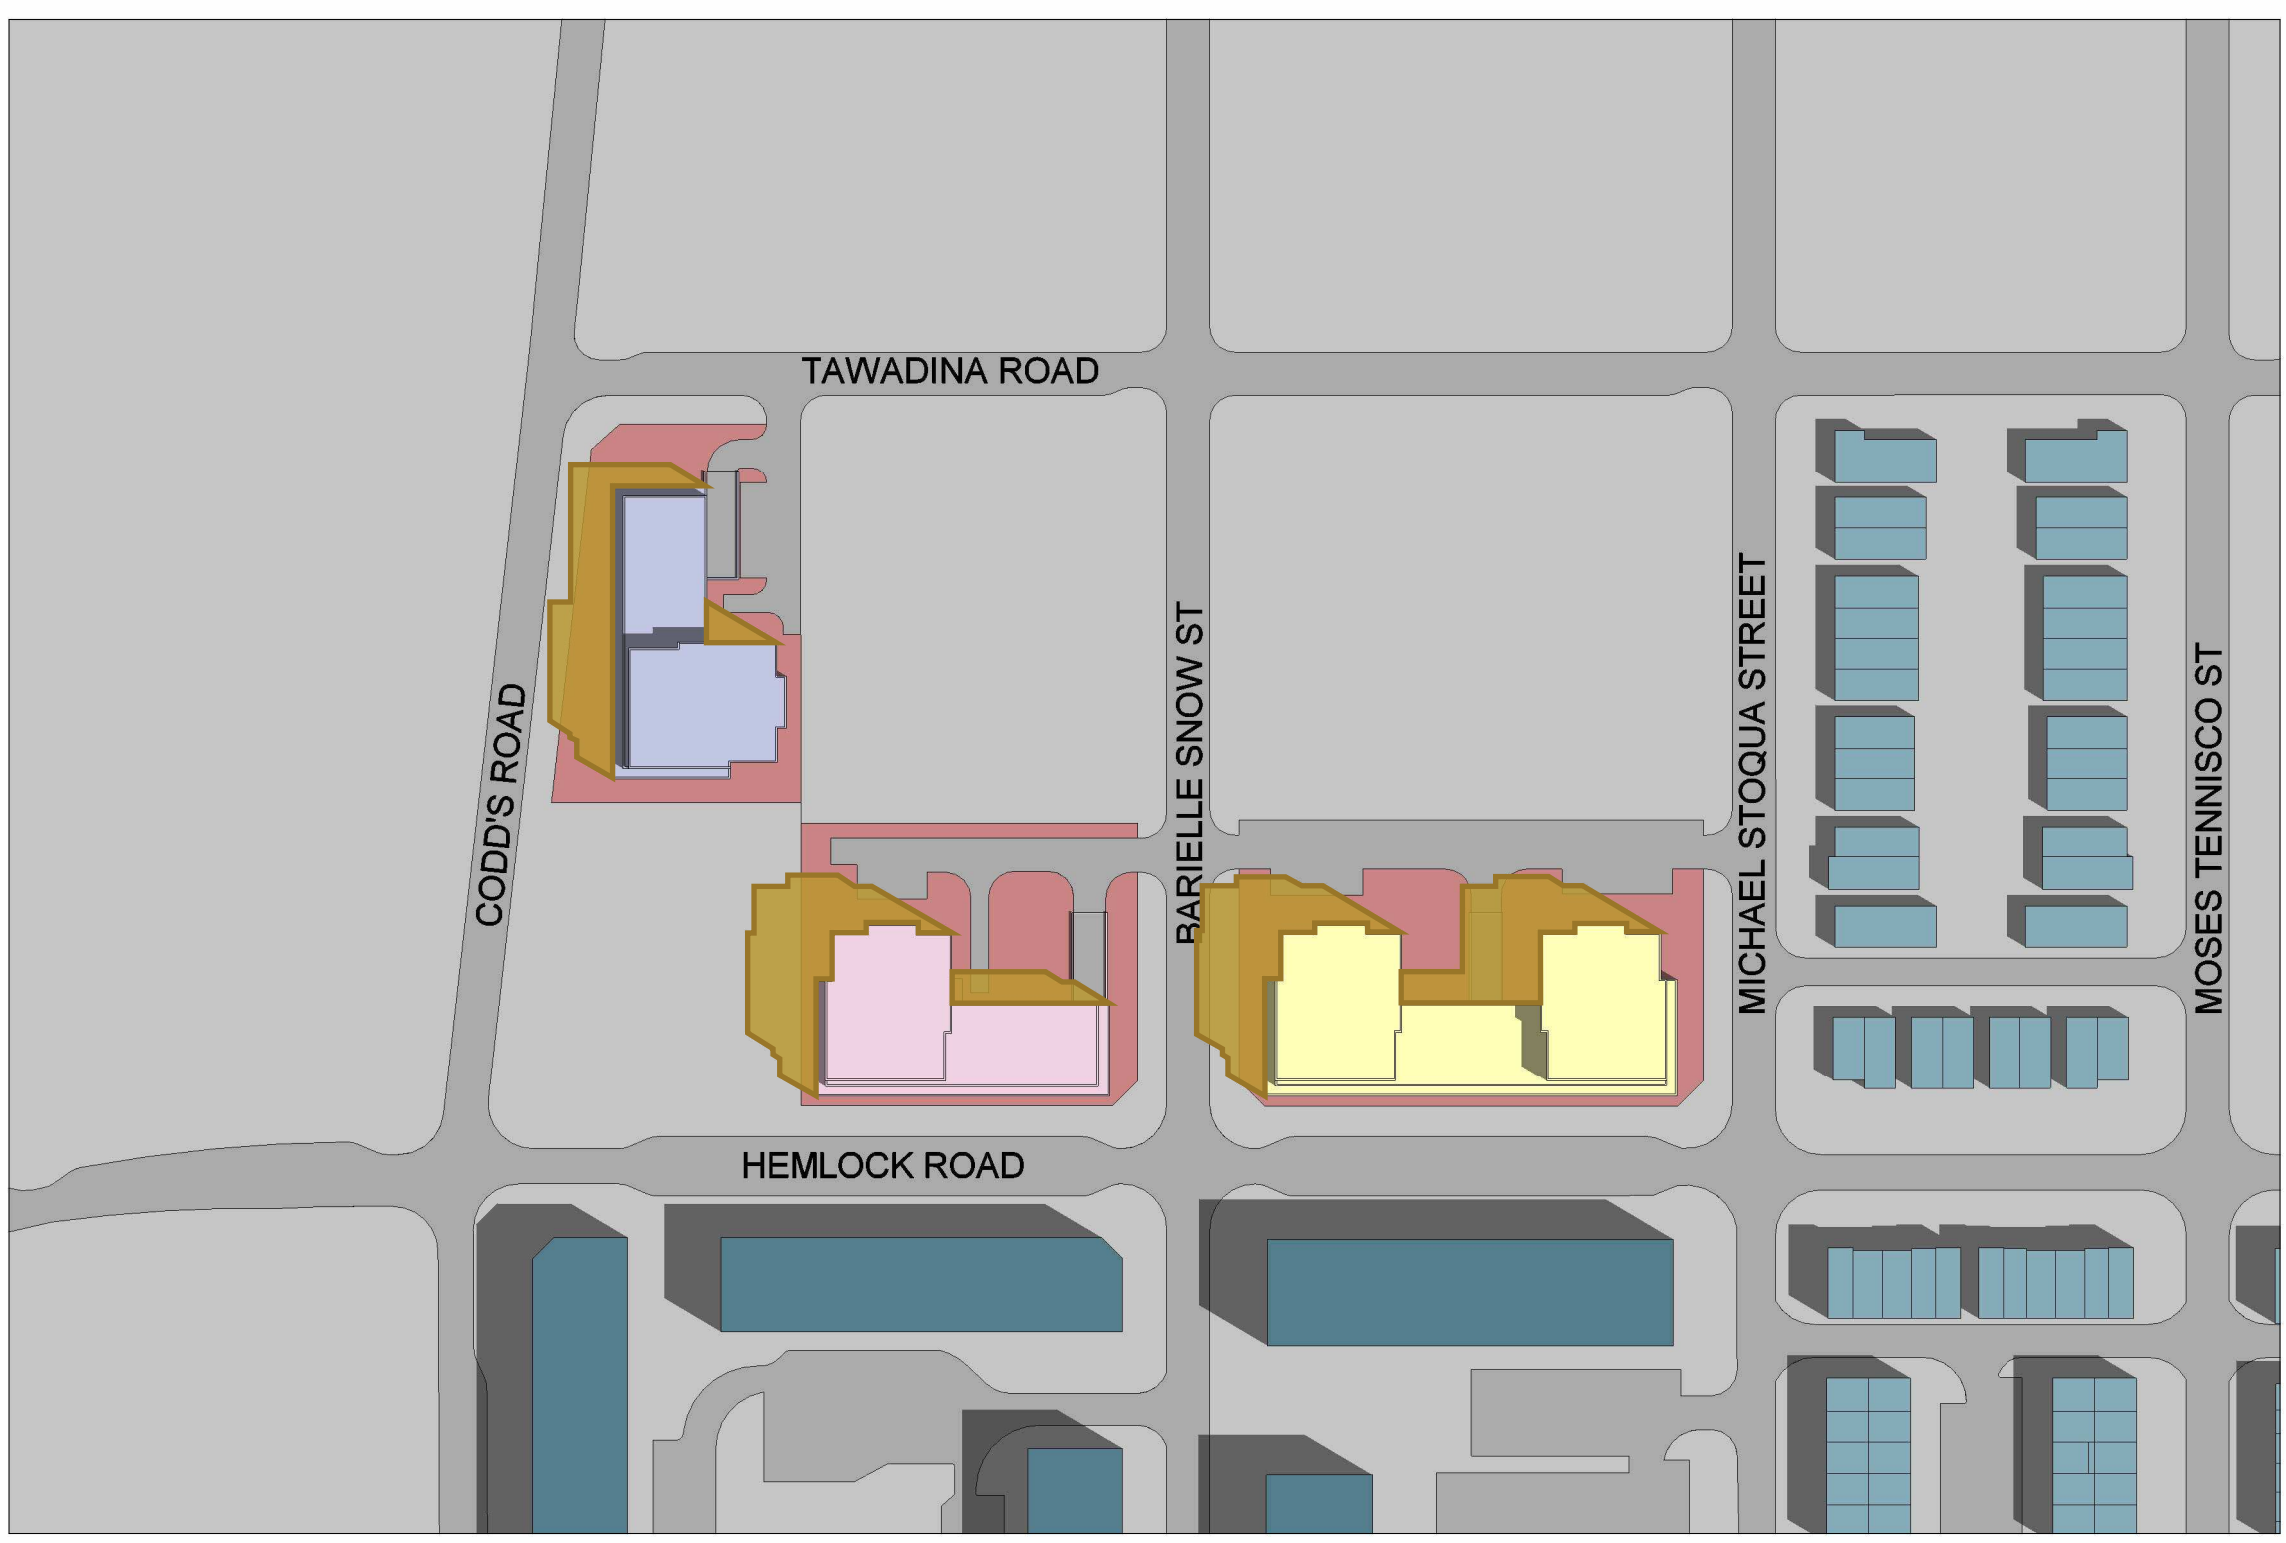 TAWADINA ROAD
CODD'S ROAD
BARIELLE SNOW ST
MICHAEL STOQUA STREET
MOSES TENNISCO ST
HEMLOCK ROAD